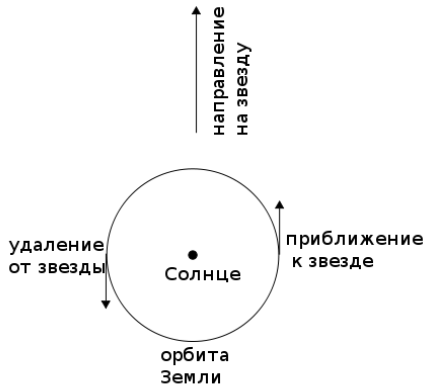 направление
на звезду
удаление
от звезды
приближение
к звезде
Солнце
орбита
Земли